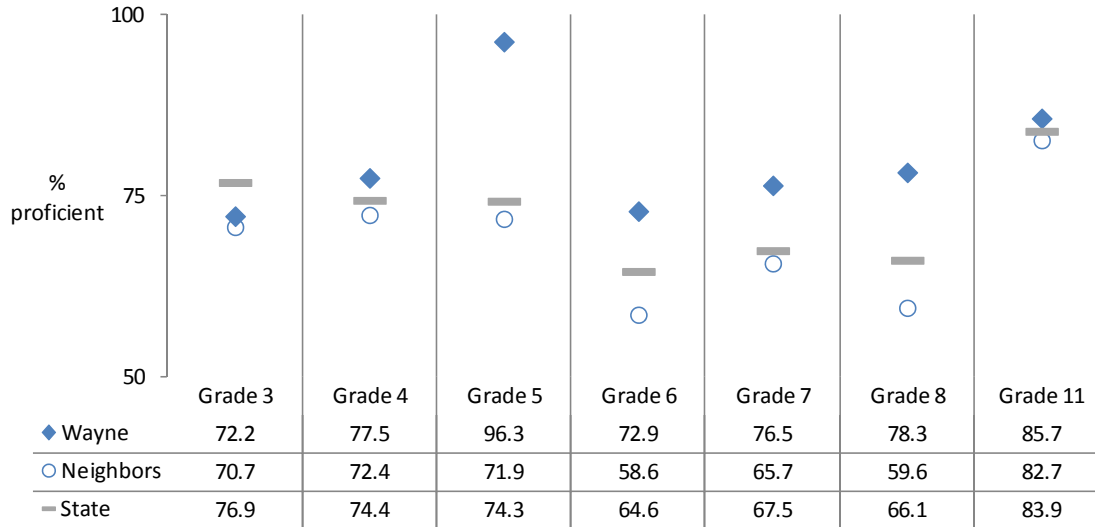 100
75
50
%
proficient
Grade 3 Grade 4 Grade 5 Grade 6 Grade 7 Grade 8 Grade 11
Wayne 72.2 77.5 96.3 72.9 76.5 78.3 85.7
Neighbors 70.7 72.4 71.9 58.6 65.7 59.6 82.7
State 76.9 74.4 74.3 64.6 67.5 66.1 83.9